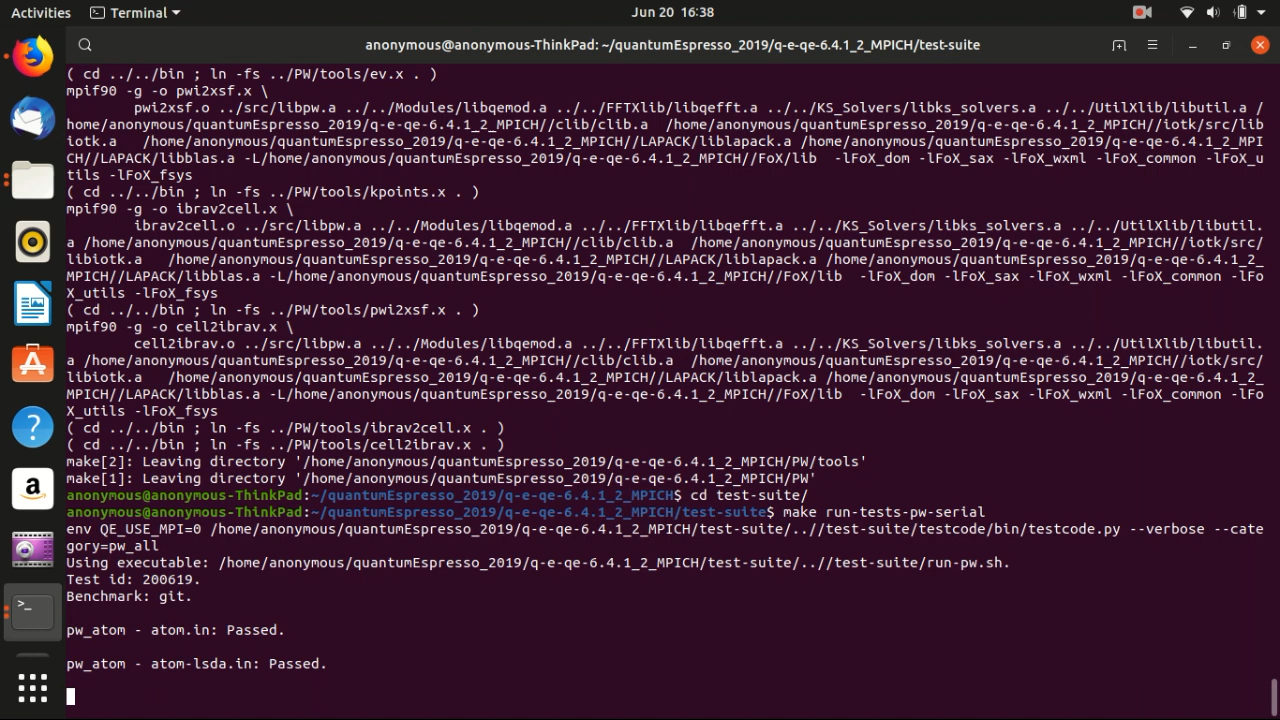 Activities Terminal Jun 20 16:38
anonymous@anonymous-ThinkPad: ~/quantumEspresso_2019/q-e-qe-6.4.1_2_MPICH/test-suite
( cd ../../bin ; ln -fs ../PW/tools/ev.x . )
mpif90 -g -o pwi2xsf.x \
pwi2xsf.o ../src/libpw.a ../../Modules/libqemod.a ../../FFTXlib/libqefft.a ../../KS_Solvers/libks_solvers.a ../../UtilXlib/libutil.a /
home/anonymous/quantumEspresso_2019/q-e-qe-6.4.1_2_MPICH//clib/clib.a  /home/anonymous/quantumEspresso_2019/q-e-qe-6.4.1_2_MPICH//iotk/src/lib
iotk.a   /home/anonymous/quantumEspresso_2019/q-e-qe-6.4.1_2_MPICH//LAPACK/liblapack.a /home/anonymous/quantumEspresso_2019/q-e-qe-6.4.1_2_MPI
CH//LAPACK/libblas.a -L/home/anonymous/quantumEspresso_2019/q-e-qe-6.4.1_2_MPICH//FoX/lib  -lFoX_dom -lFoX_sax -lFoX_wxml -lFoX_common -lFoX_u
tils -lFoX_fsys
( cd ../../bin ; ln -fs ../PW/tools/kpoints.x . )
mpif90 -g -o ibrav2cell.x \
ibrav2cell.o ../src/libpw.a ../../Modules/libqemod.a ../../FFTXlib/libqefft.a ../../KS_Solvers/libks_solvers.a ../../UtilXlib/libutil.
a /home/anonymous/quantumEspresso_2019/q-e-qe-6.4.1_2_MPICH//clib/clib.a  /home/anonymous/quantumEspresso_2019/q-e-qe-6.4.1_2_MPICH//iotk/src/
libiotk.a   /home/anonymous/quantumEspresso_2019/q-e-qe-6.4.1_2_MPICH//LAPACK/liblapack.a /home/anonymous/quantumEspresso_2019/q-e-qe-6.4.1_2_
MPICH//LAPACK/libblas.a -L/home/anonymous/quantumEspresso_2019/q-e-qe-6.4.1_2_MPICH//FoX/lib  -lFoX_dom -lFoX_sax -lFoX_wxml -lFoX_common -lFo
X_utils -lFoX_fsys
( cd ../../bin ; ln -fs ../PW/tools/pwi2xsf.x . )
mpif90 -g -o cell2ibrav.x \
cell2ibrav.o ../src/libpw.a ../../Modules/libqemod.a ../../FFTXlib/libqefft.a ../../KS_Solvers/libks_solvers.a ../../UtilXlib/libutil.
a /home/anonymous/quantumEspresso_2019/q-e-qe-6.4.1_2_MPICH//clib/clib.a  /home/anonymous/quantumEspresso_2019/q-e-qe-6.4.1_2_MPICH//iotk/src/
libiotk.a   /home/anonymous/quantumEspresso_2019/q-e-qe-6.4.1_2_MPICH//LAPACK/liblapack.a /home/anonymous/quantumEspresso_2019/q-e-qe-6.4.1_2_
MPICH//LAPACK/libblas.a -L/home/anonymous/quantumEspresso_2019/q-e-qe-6.4.1_2_MPICH//FoX/lib  -lFoX_dom -lFoX_sax -lFoX_wxml -lFoX_common -lFo
X_utils -lFoX_fsys
( cd ../../bin ; ln -fs ../PW/tools/ibrav2cell.x . )
( cd ../../bin ; ln -fs ../PW/tools/cell2ibrav.x . )
make[2]: Leaving directory '/home/anonymous/quantumEspresso_2019/q-e-qe-6.4.1_2_MPICH/PW/tools'
make[1]: Leaving directory '/home/anonymous/quantumEspresso_2019/q-e-qe-6.4.1_2_MPICH/PW'
anonymous@anonymous-ThinkPad:~/quantumEspresso_2019/q-e-qe-6.4.1_2_MPICH$ cd test-suite/
anonymous@anonymous-ThinkPad:~/quantumEspresso_2019/q-e-qe-6.4.1_2_MPICH/test-suite$ make run-tests-pw-serial
env QE_USE_MPI=0 /home/anonymous/quantumEspresso_2019/q-e-qe-6.4.1_2_MPICH/test-suite/..//test-suite/testcode/bin/testcode.py --verbose --cate
gory=pw_all
Using executable: /home/anonymous/quantumEspresso_2019/q-e-qe-6.4.1_2_MPICH/test-suite/..//test-suite/run-pw.sh.
Test id: 200619.
Benchmark: git.
pw_atom - atom.in: Passed.
pw_atom - atom-lsda.in: Passed.